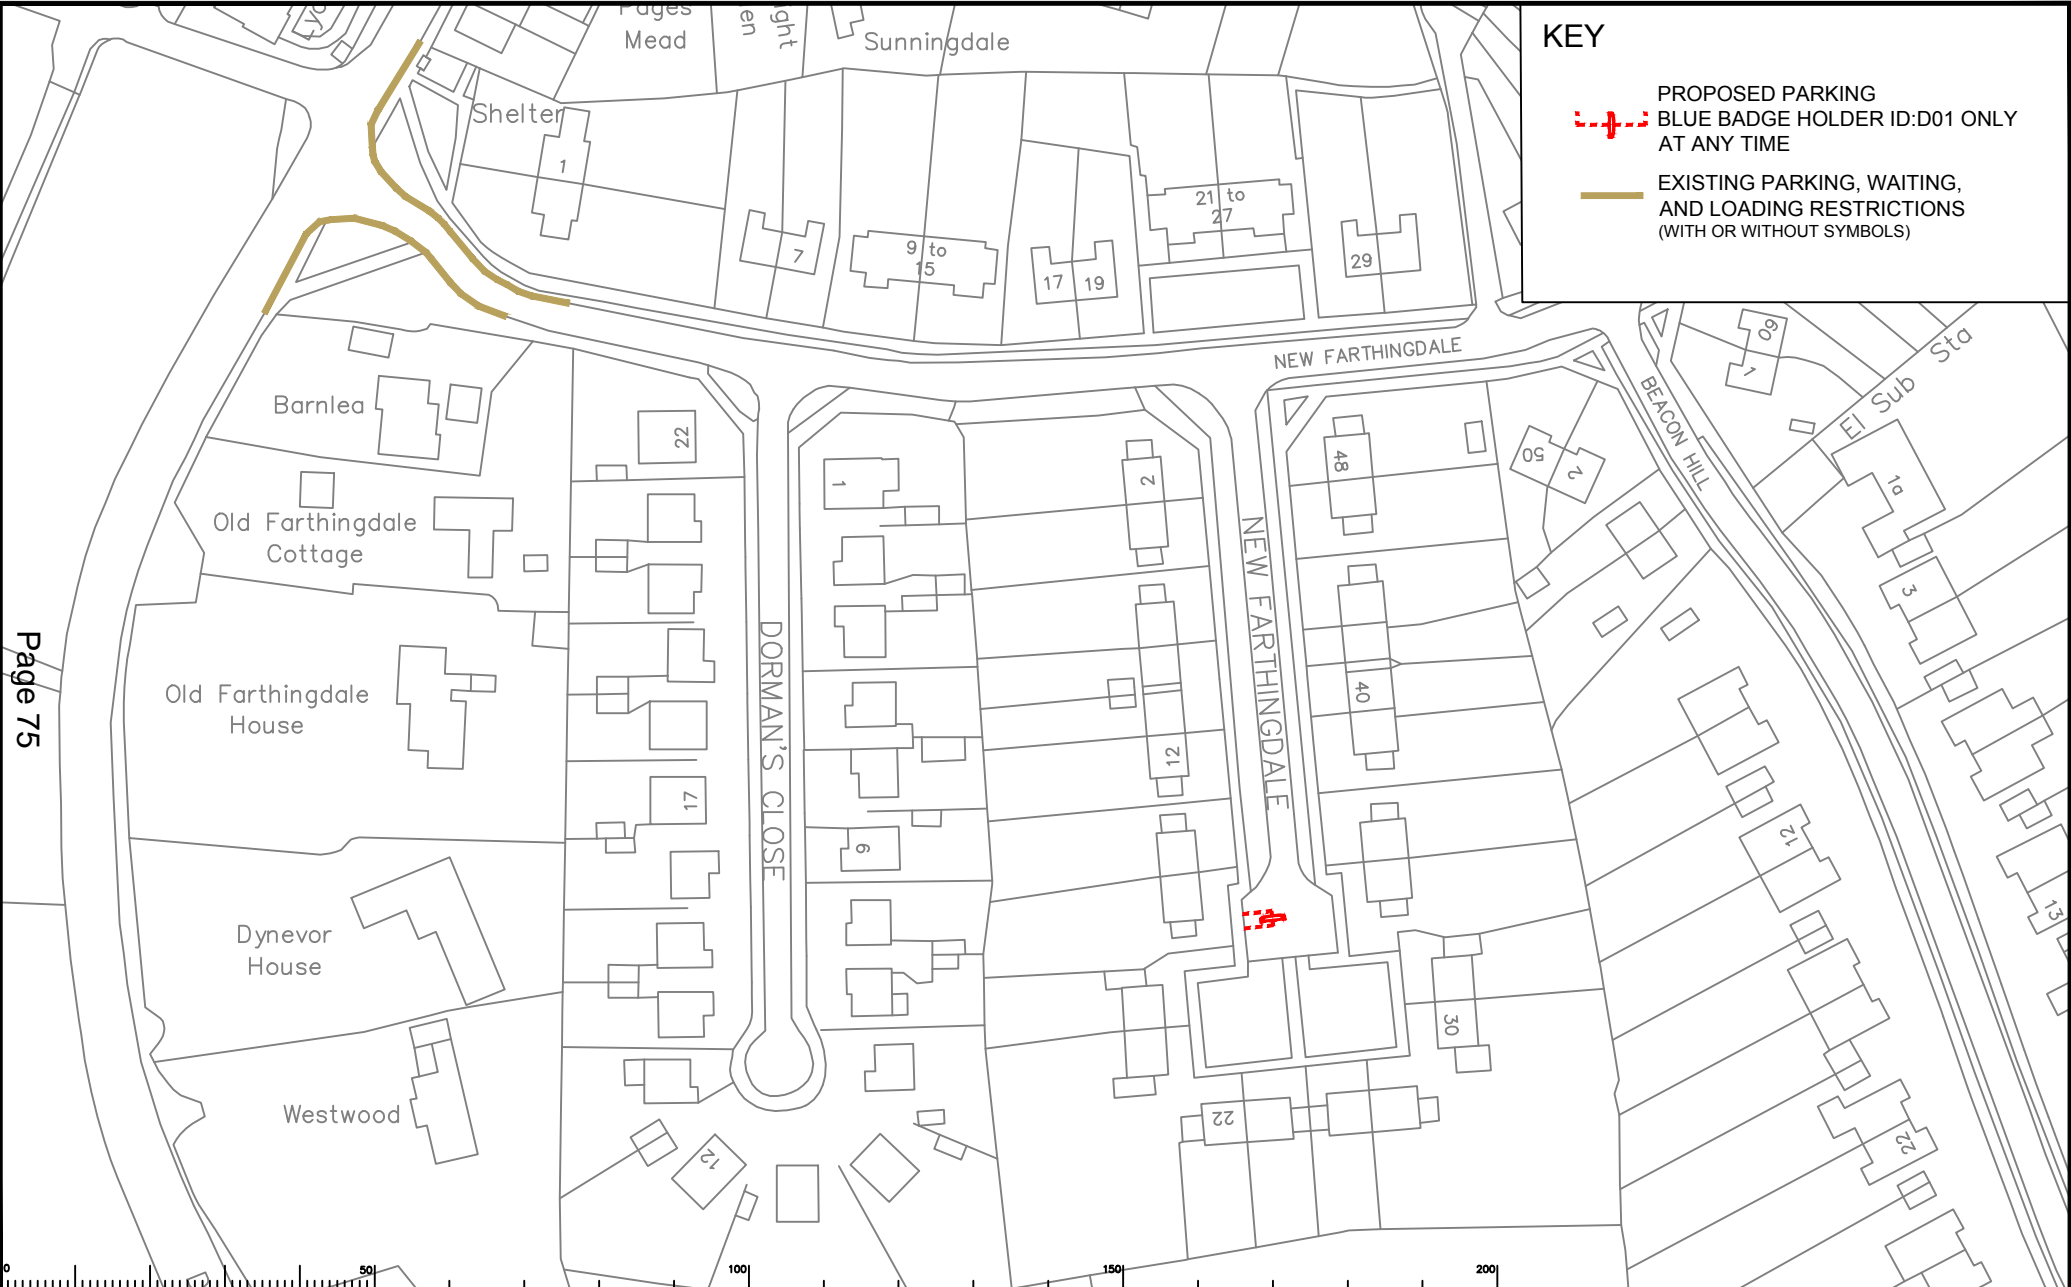 KEY
PROPOSED PARKING
BLUE BADGE HOLDER ID:D01 ONLY
AT ANY TIME
EXISTING PARKING, WAITING,
AND LOADING RESTRICTIONS
(WITH OR WITHOUT SYMBOLS)
Pages
Mead
Sunningdale
Shelter
1
7
9 to
15
17
19
21 to
27
29
NEW FARTHINGDALE
BEACON HILL
60
1
El Sub Sta
Barnlea
22
1
2
48
50
2
1a
Old Farthingdale
Cottage
3
NEW FARTHINGDALE
DORMAN'S CLOSE
Old Farthingdale
House
40
12
17
12
9
13
Dynevor
House
30
Westwood
22
22
12
Page 75
0
50
100
150
200